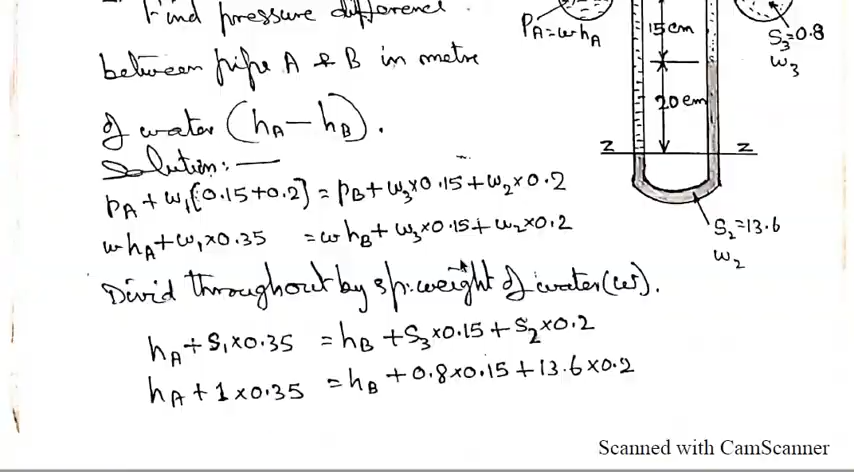 Find pressure difference.
between pipe A & B in metre
of water (hA-hB).
Solution:—
PA + w₁[0.15+0.2] = PB + w₃×0.15 + w₂×0.2
whA + w₁×0.35 = whB + w₃×0.15 + w₂×0.2
Divid throughout by sp. weight of water (w).
hA + S₁×0.35 = hB + S₃×0.15 + S₂×0.2
hA + 1×0.35 = hB + 0.8×0.15 + 13.6×0.2
PA=whA
15cm
S₃=0.8
w₃
20cm
Z Z
S₂=13.6
w₂
Scanned with CamScanner